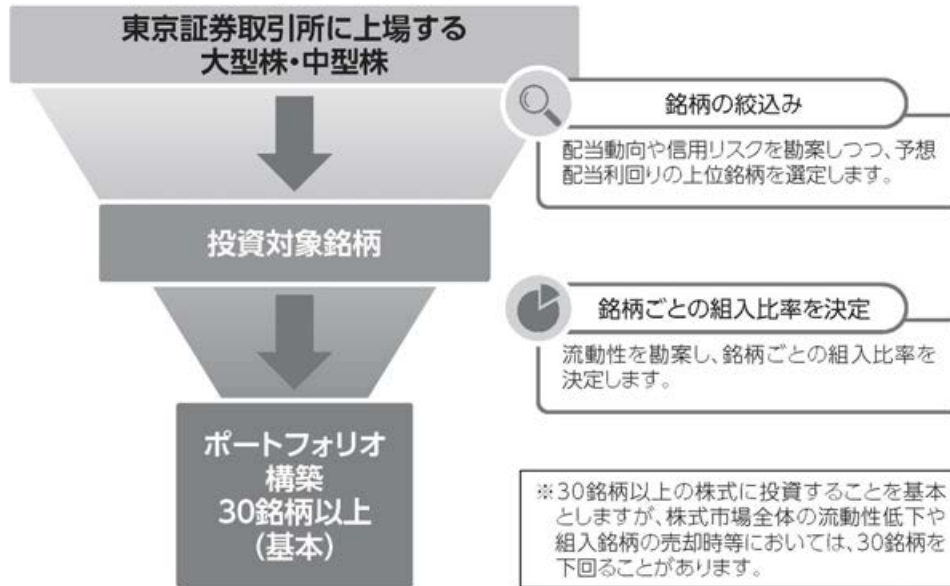 東京証券取引所に上場する
大型株・中型株
銘柄の絞込み
配当動向や信用リスクを勘案しつつ、予想
配当利回りの上位銘柄を選定します。
投資対象銘柄
銘柄ごとの組入比率を決定
流動性を勘案し、銘柄ごとの組入比率を
決定します。
ポートフォリオ
構築
30銘柄以上
(基本)
※30銘柄以上の株式に投資することを基本
としますが、株式市場全体の流動性低下や
組入銘柄の売却時等においては、30銘柄を
下回ることがあります。